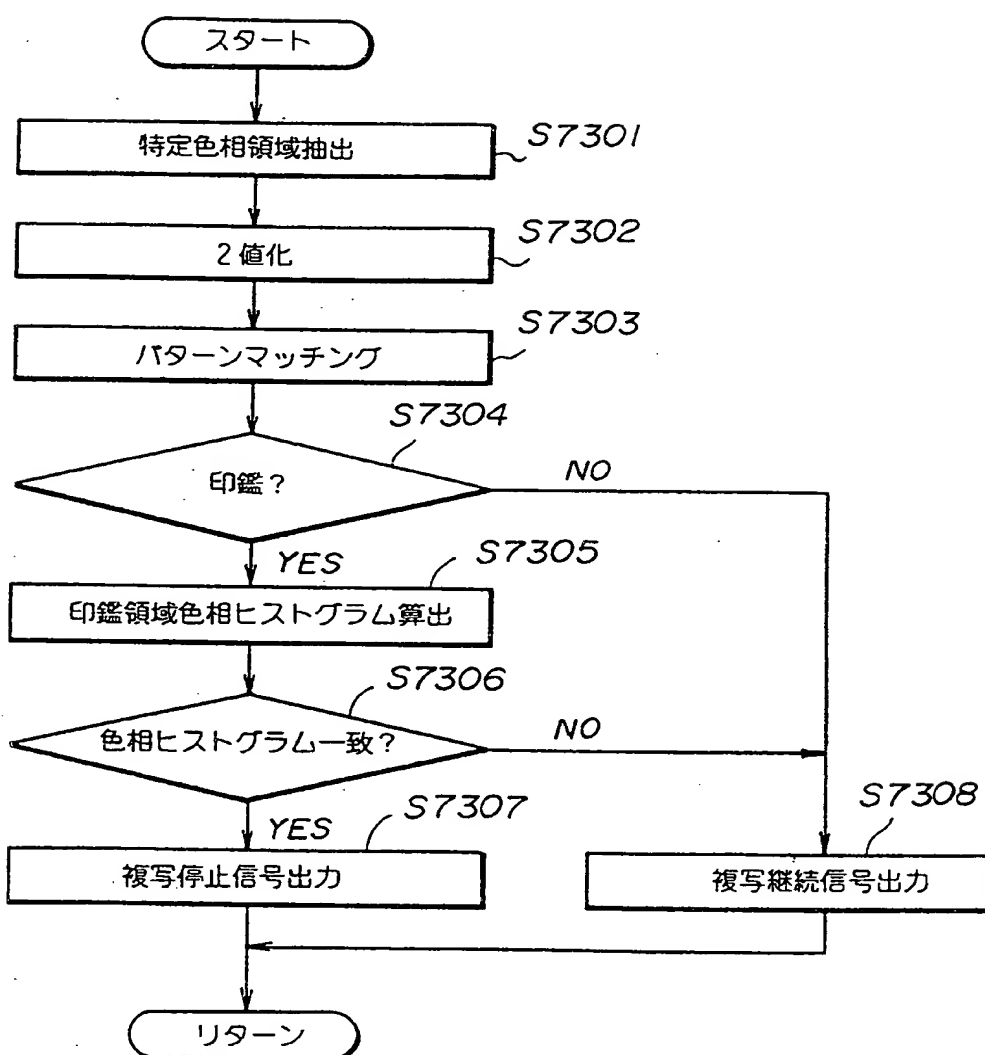 スタート
特定色相領域抽出
S7301
2値化
S7302
パターンマッチング
S7303
S7304
印鑑?
NO
YES
S7305
印鑑領域色相ヒストグラム算出
S7306
色相ヒストグラム一致?
NO
YES
S7307
複写停止信号出力
S7308
複写継続信号出力
リターン